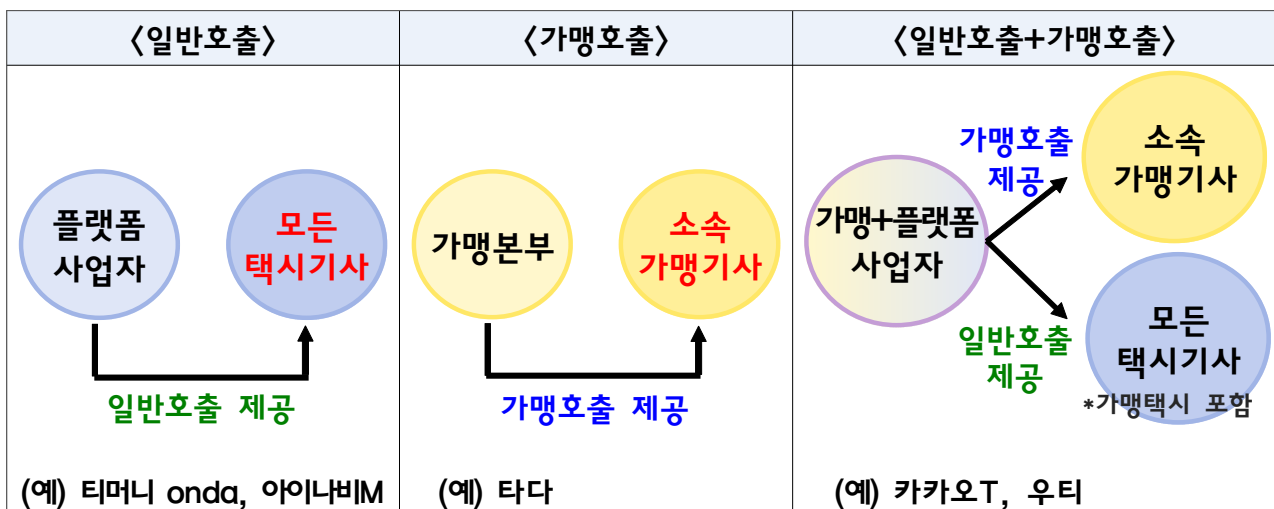 〈일반호출〉
플랫폼
사업자
모든
택시기사
일반호출 제공
(예) 티머니 onda, 아이나비M
〈가맹호출〉
가맹본부
소속
가맹기사
가맹호출 제공
(예) 타다
〈일반호출+가맹호출〉
가맹+플랫폼
사업자
가맹호출
제공
소속
가맹기사
일반호출
제공
모든
택시기사
*가맹택시 포함
(예) 카카오T, 우티